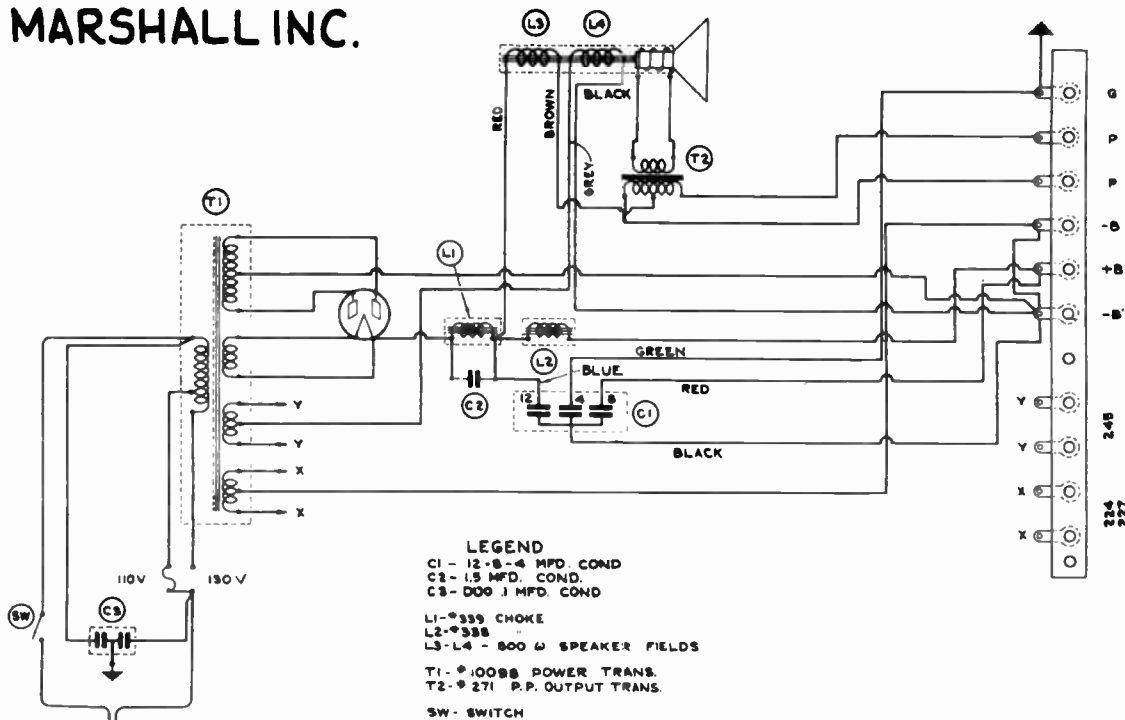 MARSHALL INC.
L3 L4
RED
BROWN
BLACK
GREY
T2
T1
L1
L2
GREEN
BLUE
RED
C2
12 4 8
C1
BLACK
G
P
P
-B
+B
-B'
Y
Y
X
X
245
224
227
Y
Y
X
X
110V 130V
SW
C3
LEGEND
C1 - 12-8-4 MFD. COND
C2 - 1.5 MFD. COND.
C3 - .1 MFD. COND
L1 - #339 CHOKE
L2 - #338 "
L3-L4 - 800 ω SPEAKER FIELDS
T1 - #10098 POWER TRANS.
T2 - #271 P.P. OUTPUT TRANS.
SW - SWITCH